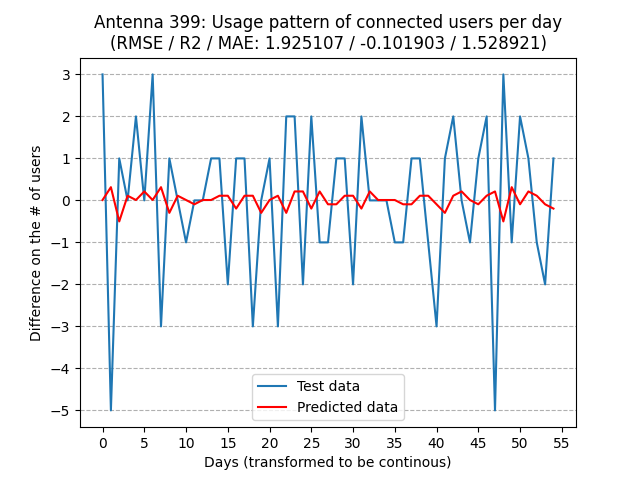 Antenna 399: Usage pattern of connected users per day
(RMSE / R2 / MAE: 1.925107 / -0.101903 / 1.528921)
Difference on the # of users
3
2
1
0
−1
−2
−3
−4
−5
Test data
Predicted data
0 5 10 15 20 25 30 35 40 45 50 55
Days (transformed to be continous)